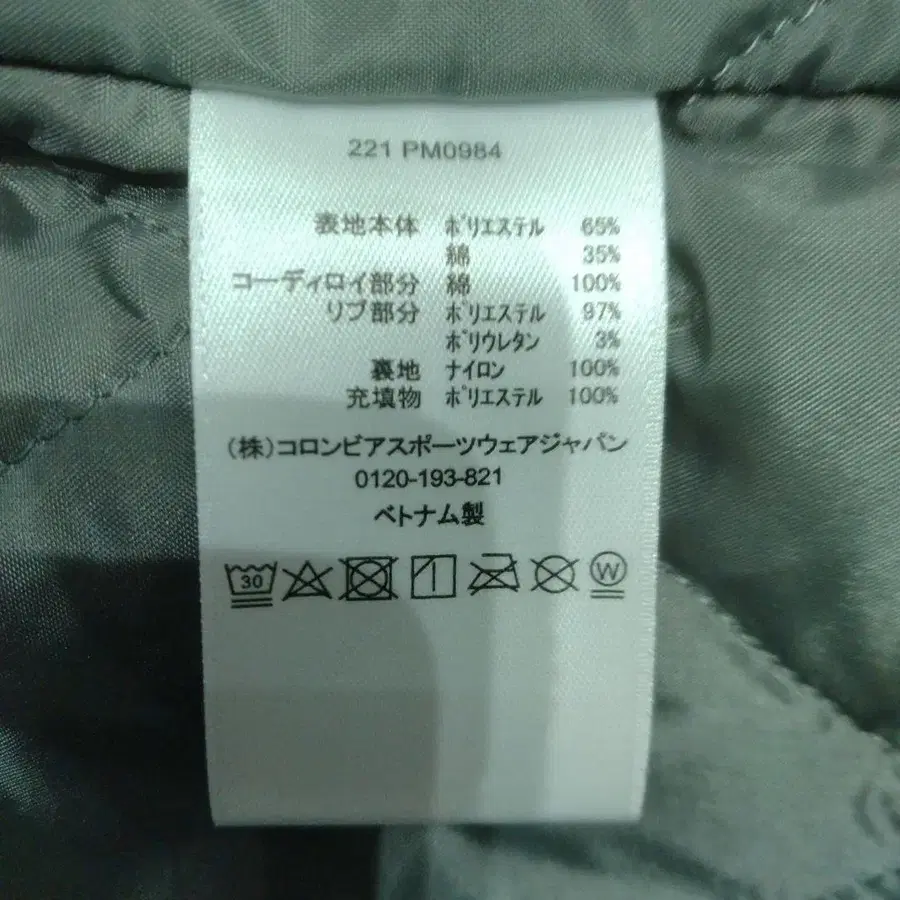 221 PM0984
表地本体 ポリエステル 65%
綿 35%
コーディロイ部分 綿 100%
リブ部分 ポリエステル 97%
ポリウレタン 3%
裏地 ナイロン 100%
充填物 ポリエステル 100%
(株)コロンビアスポーツウェアジャパン
0120-193-821
ベトナム製
30 W